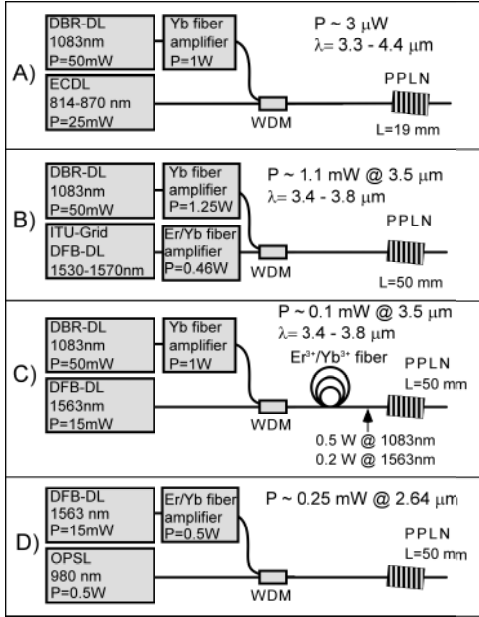 A)
DBR-DL
1083nm
P=50mW
Yb fiber
amplifier
P=1W
ECDL
814-870 nm
P=25mW
WDM
P ~ 3 μW
λ= 3.3 - 4.4 μm
PPLN
L=19 mm
B)
DBR-DL
1083nm
P=50mW
Yb fiber
amplifier
P=1.25W
ITU-Grid
DFB-DL
1530-1570nm
Er/Yb fiber
amplifier
P=0.46W
WDM
P ~ 1.1 mW @ 3.5 μm
λ= 3.4 - 3.8 μm
PPLN
L=50 mm
C)
DBR-DL
1083nm
P=50mW
Yb fiber
amplifier
P=1W
DFB-DL
1563nm
P=15mW
WDM
P ~ 0.1 mW @ 3.5 μm
λ= 3.4 - 3.8 μm
Er³⁺/Yb³⁺ fiber
PPLN
L=50 mm
0.5 W @ 1083nm
0.2 W @ 1563nm
D)
DFB-DL
1563 nm
P=15mW
Er/Yb fiber
amplifier
P=0.5W
OPSL
980 nm
P=0.5W
WDM
P ~ 0.25 mW @ 2.64 μm
PPLN
L=50 mm